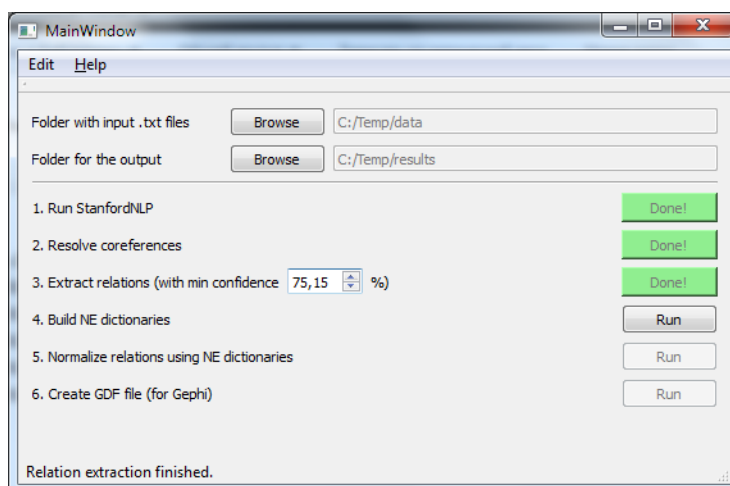 MainWindow
Edit Help
Folder with input .txt files Browse C:/Temp/data
Folder for the output Browse C:/Temp/results
1. Run StanfordNLP Done!
2. Resolve coreferences Done!
3. Extract relations (with min confidence 75,15 %) Done!
4. Build NE dictionaries Run
5. Normalize relations using NE dictionaries Run
6. Create GDF file (for Gephi) Run
Relation extraction finished.